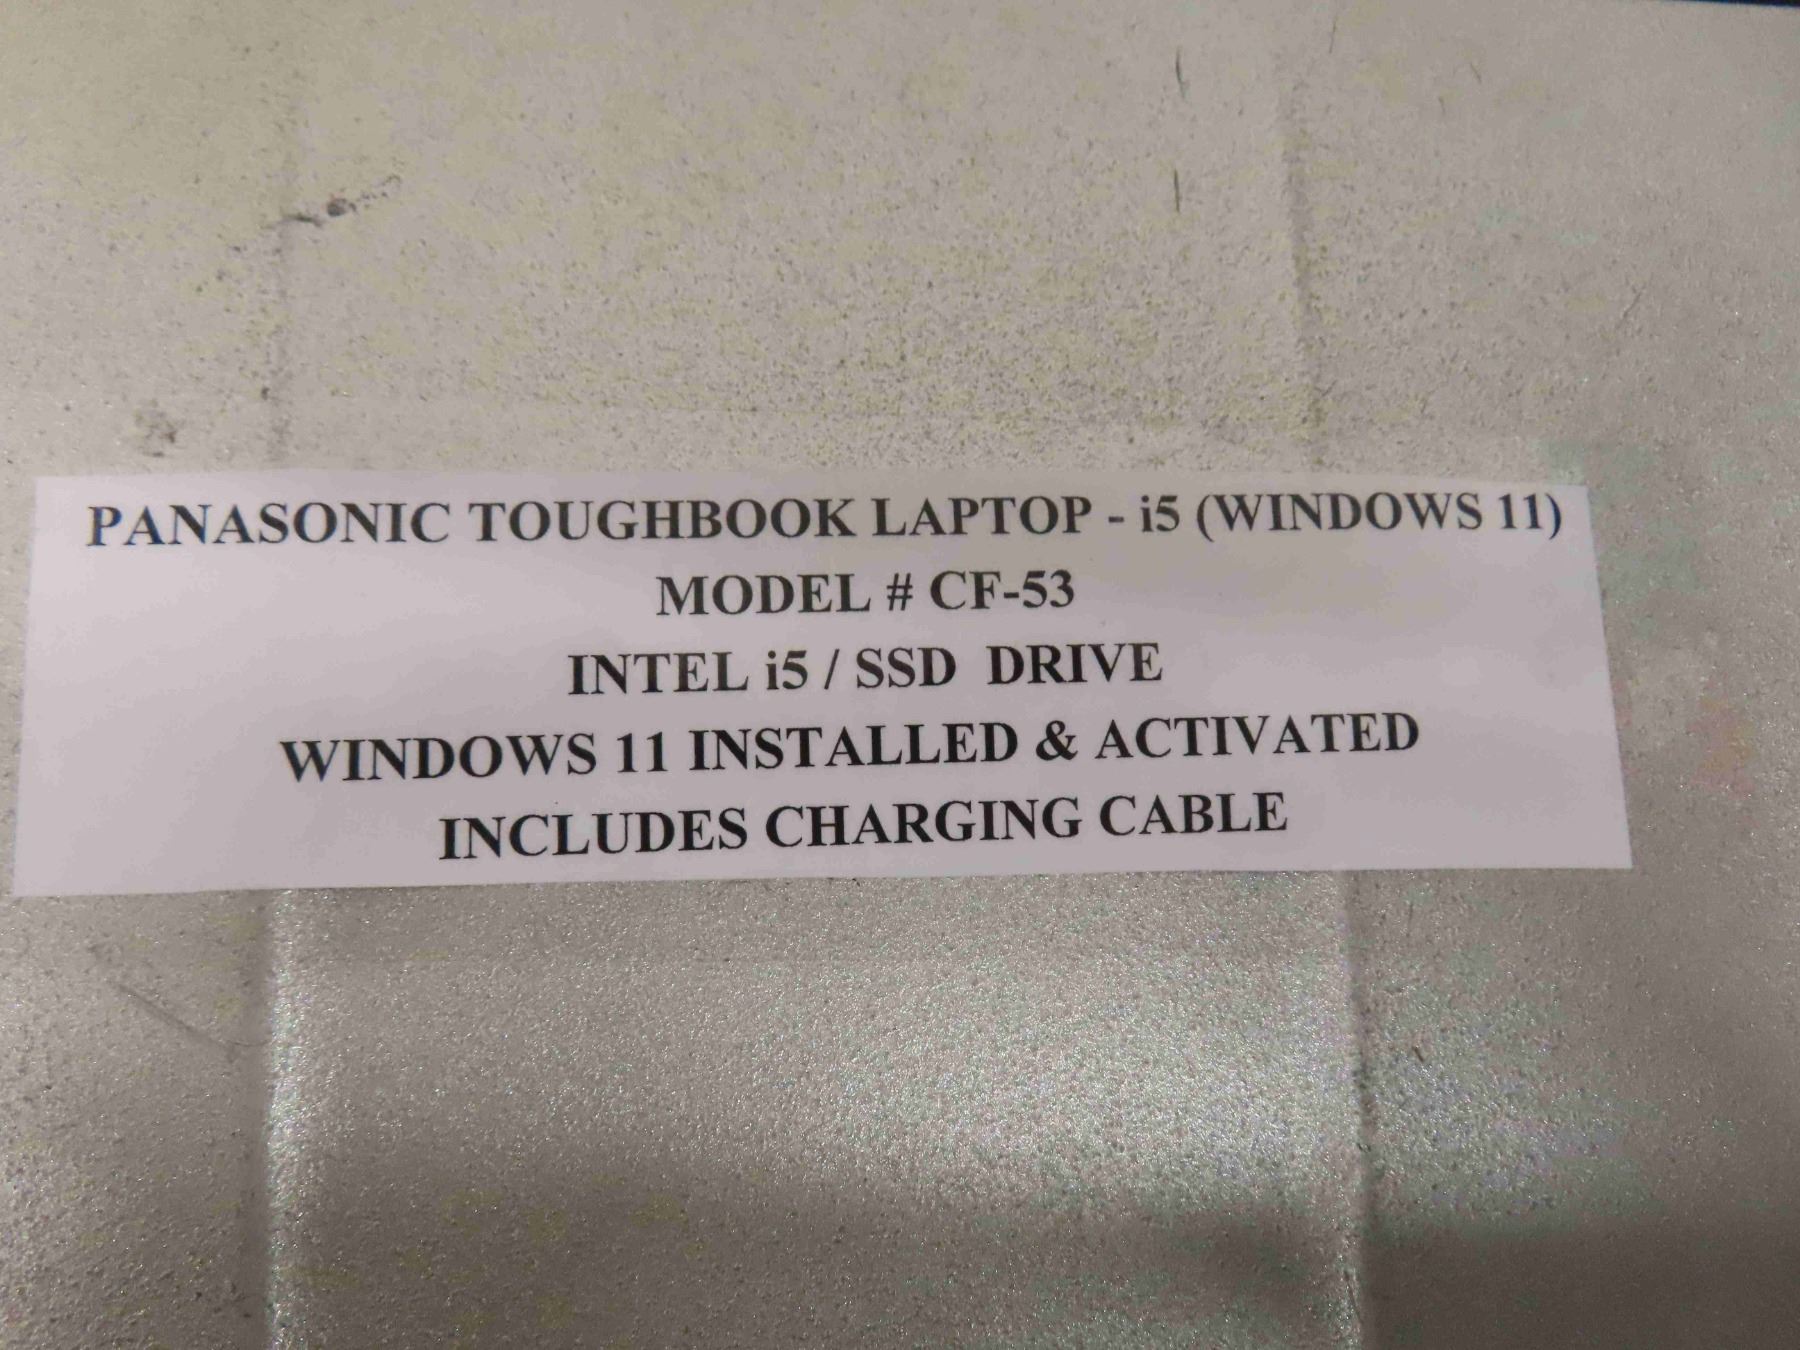 PANASONIC TOUGHBOOK LAPTOP - i5 (WINDOWS 11)
MODEL # CF-53
INTEL i5 / SSD DRIVE
WINDOWS 11 INSTALLED & ACTIVATED
INCLUDES CHARGING CABLE